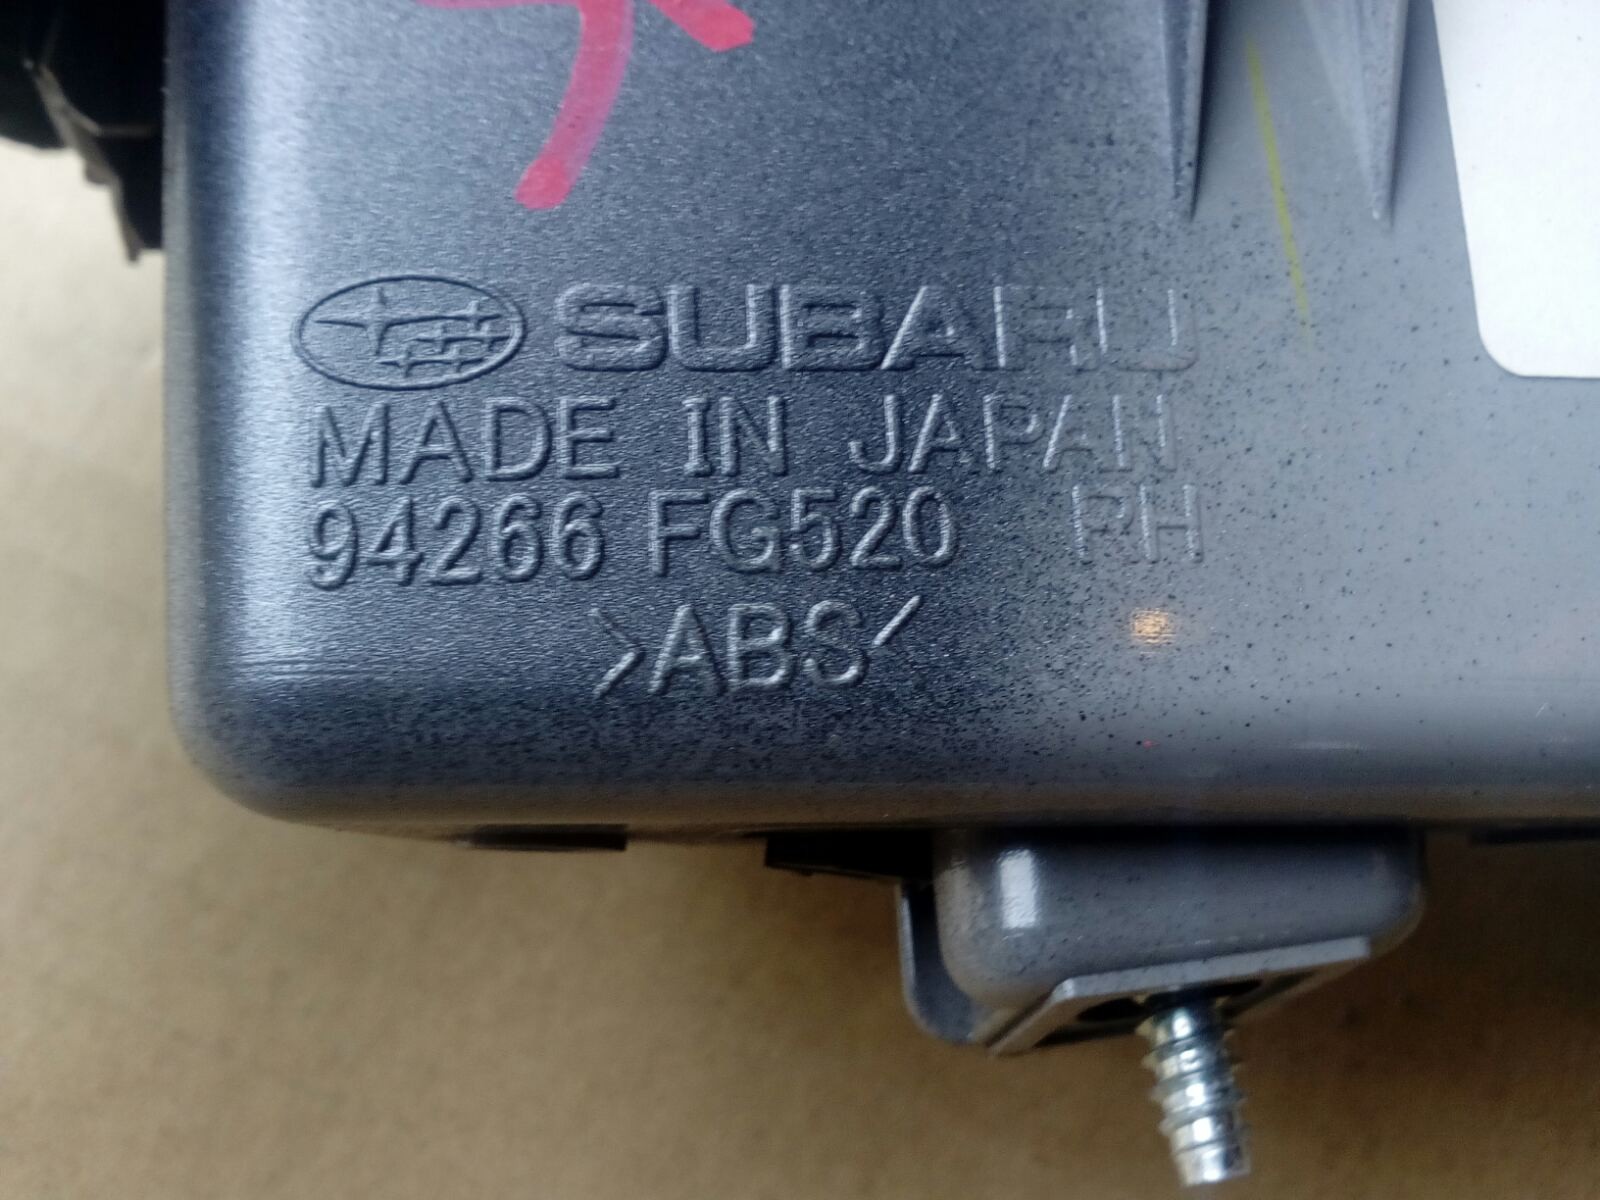 SUBARU
MADE IN JAPAN
94266 FG520 RH
>ABS<